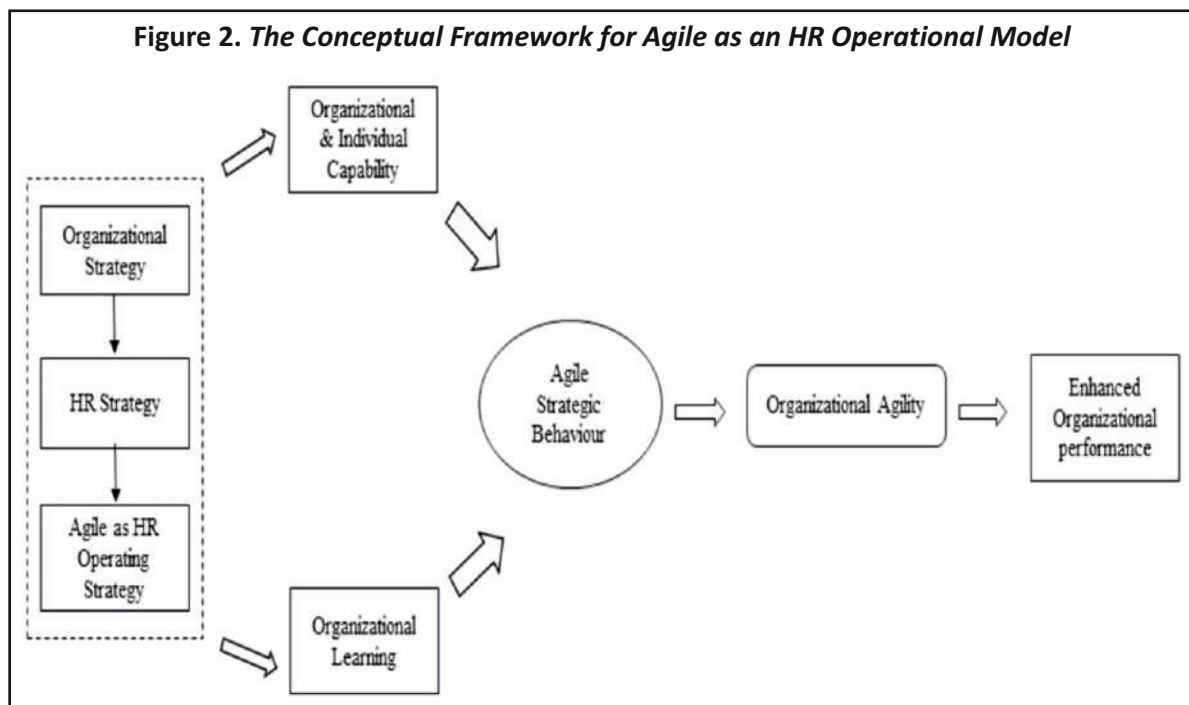 Figure 2. The Conceptual Framework for Agile as an HR Operational Model
Organizational
& Individual
Capability
Organizational
Strategy
HR Strategy
Agile as HR
Operating
Strategy
Organizational
Learning
Agile
Strategic
Behaviour
Organizational Agility
Enhanced
Organizational
performance